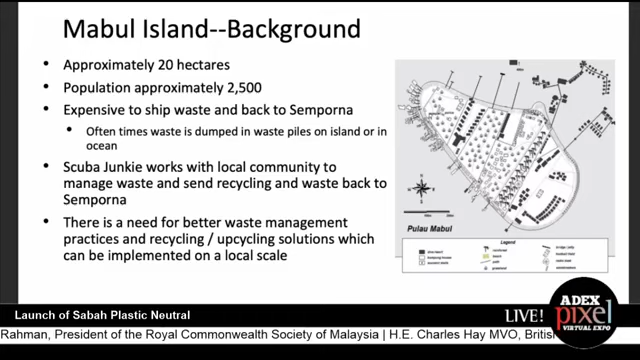 Mabul Island--Background
• Approximately 20 hectares
• Population approximately 2,500
• Expensive to ship waste and back to Semporna
• Often times waste is dumped in waste piles on island or in
ocean
• Scuba Junkie works with local community to
manage waste and send recycling and waste back to
Semporna
• There is a need for better waste management
practices and recycling / upcycling solutions which
can be implemented on a local scale
Pulau Mabul
Legend
Launch of Sabah Plastic Neutral
LIVE!
ADEX
pixel
VIRTUAL EXPO
Rahman, President of the Royal Commonwealth Society of Malaysia | H.E. Charles Hay MVO, British